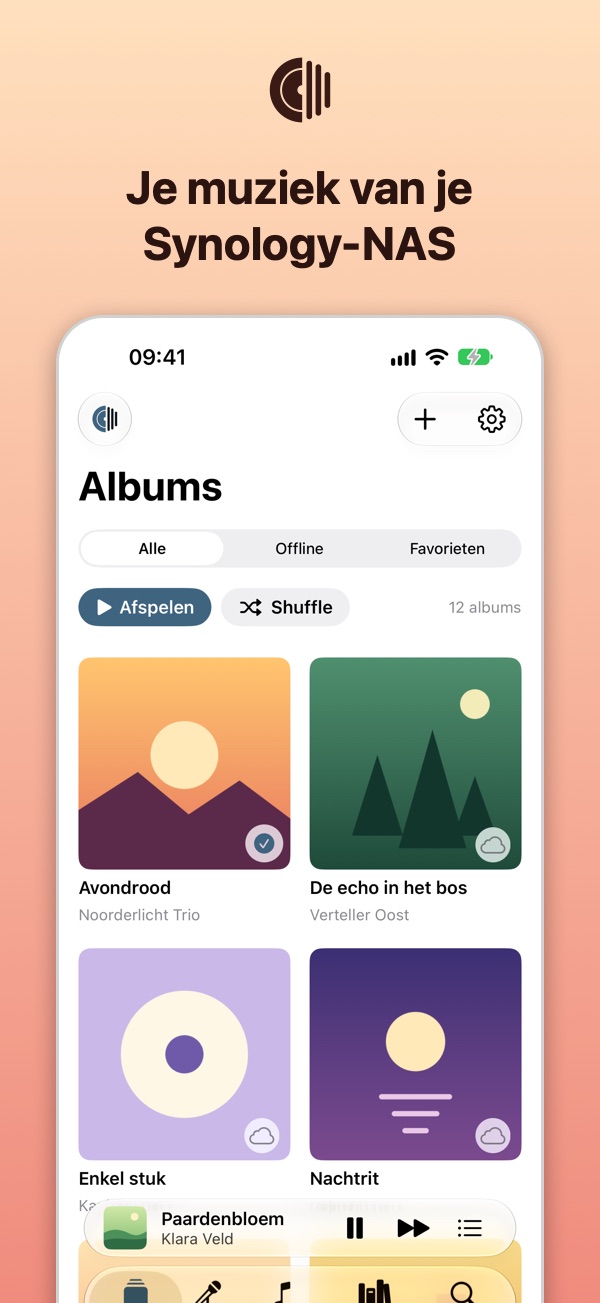 Je muziek van je
Synology-NAS
09:41
Albums
Alle
Offline
Favorieten
Afspelen
Shuffle
12 albums
Avondrood
De echo in het bos
Noorderlicht Trio
Verteller Oost
Enkel stuk
Nachtrit
Paardenbloem
Klara Veld